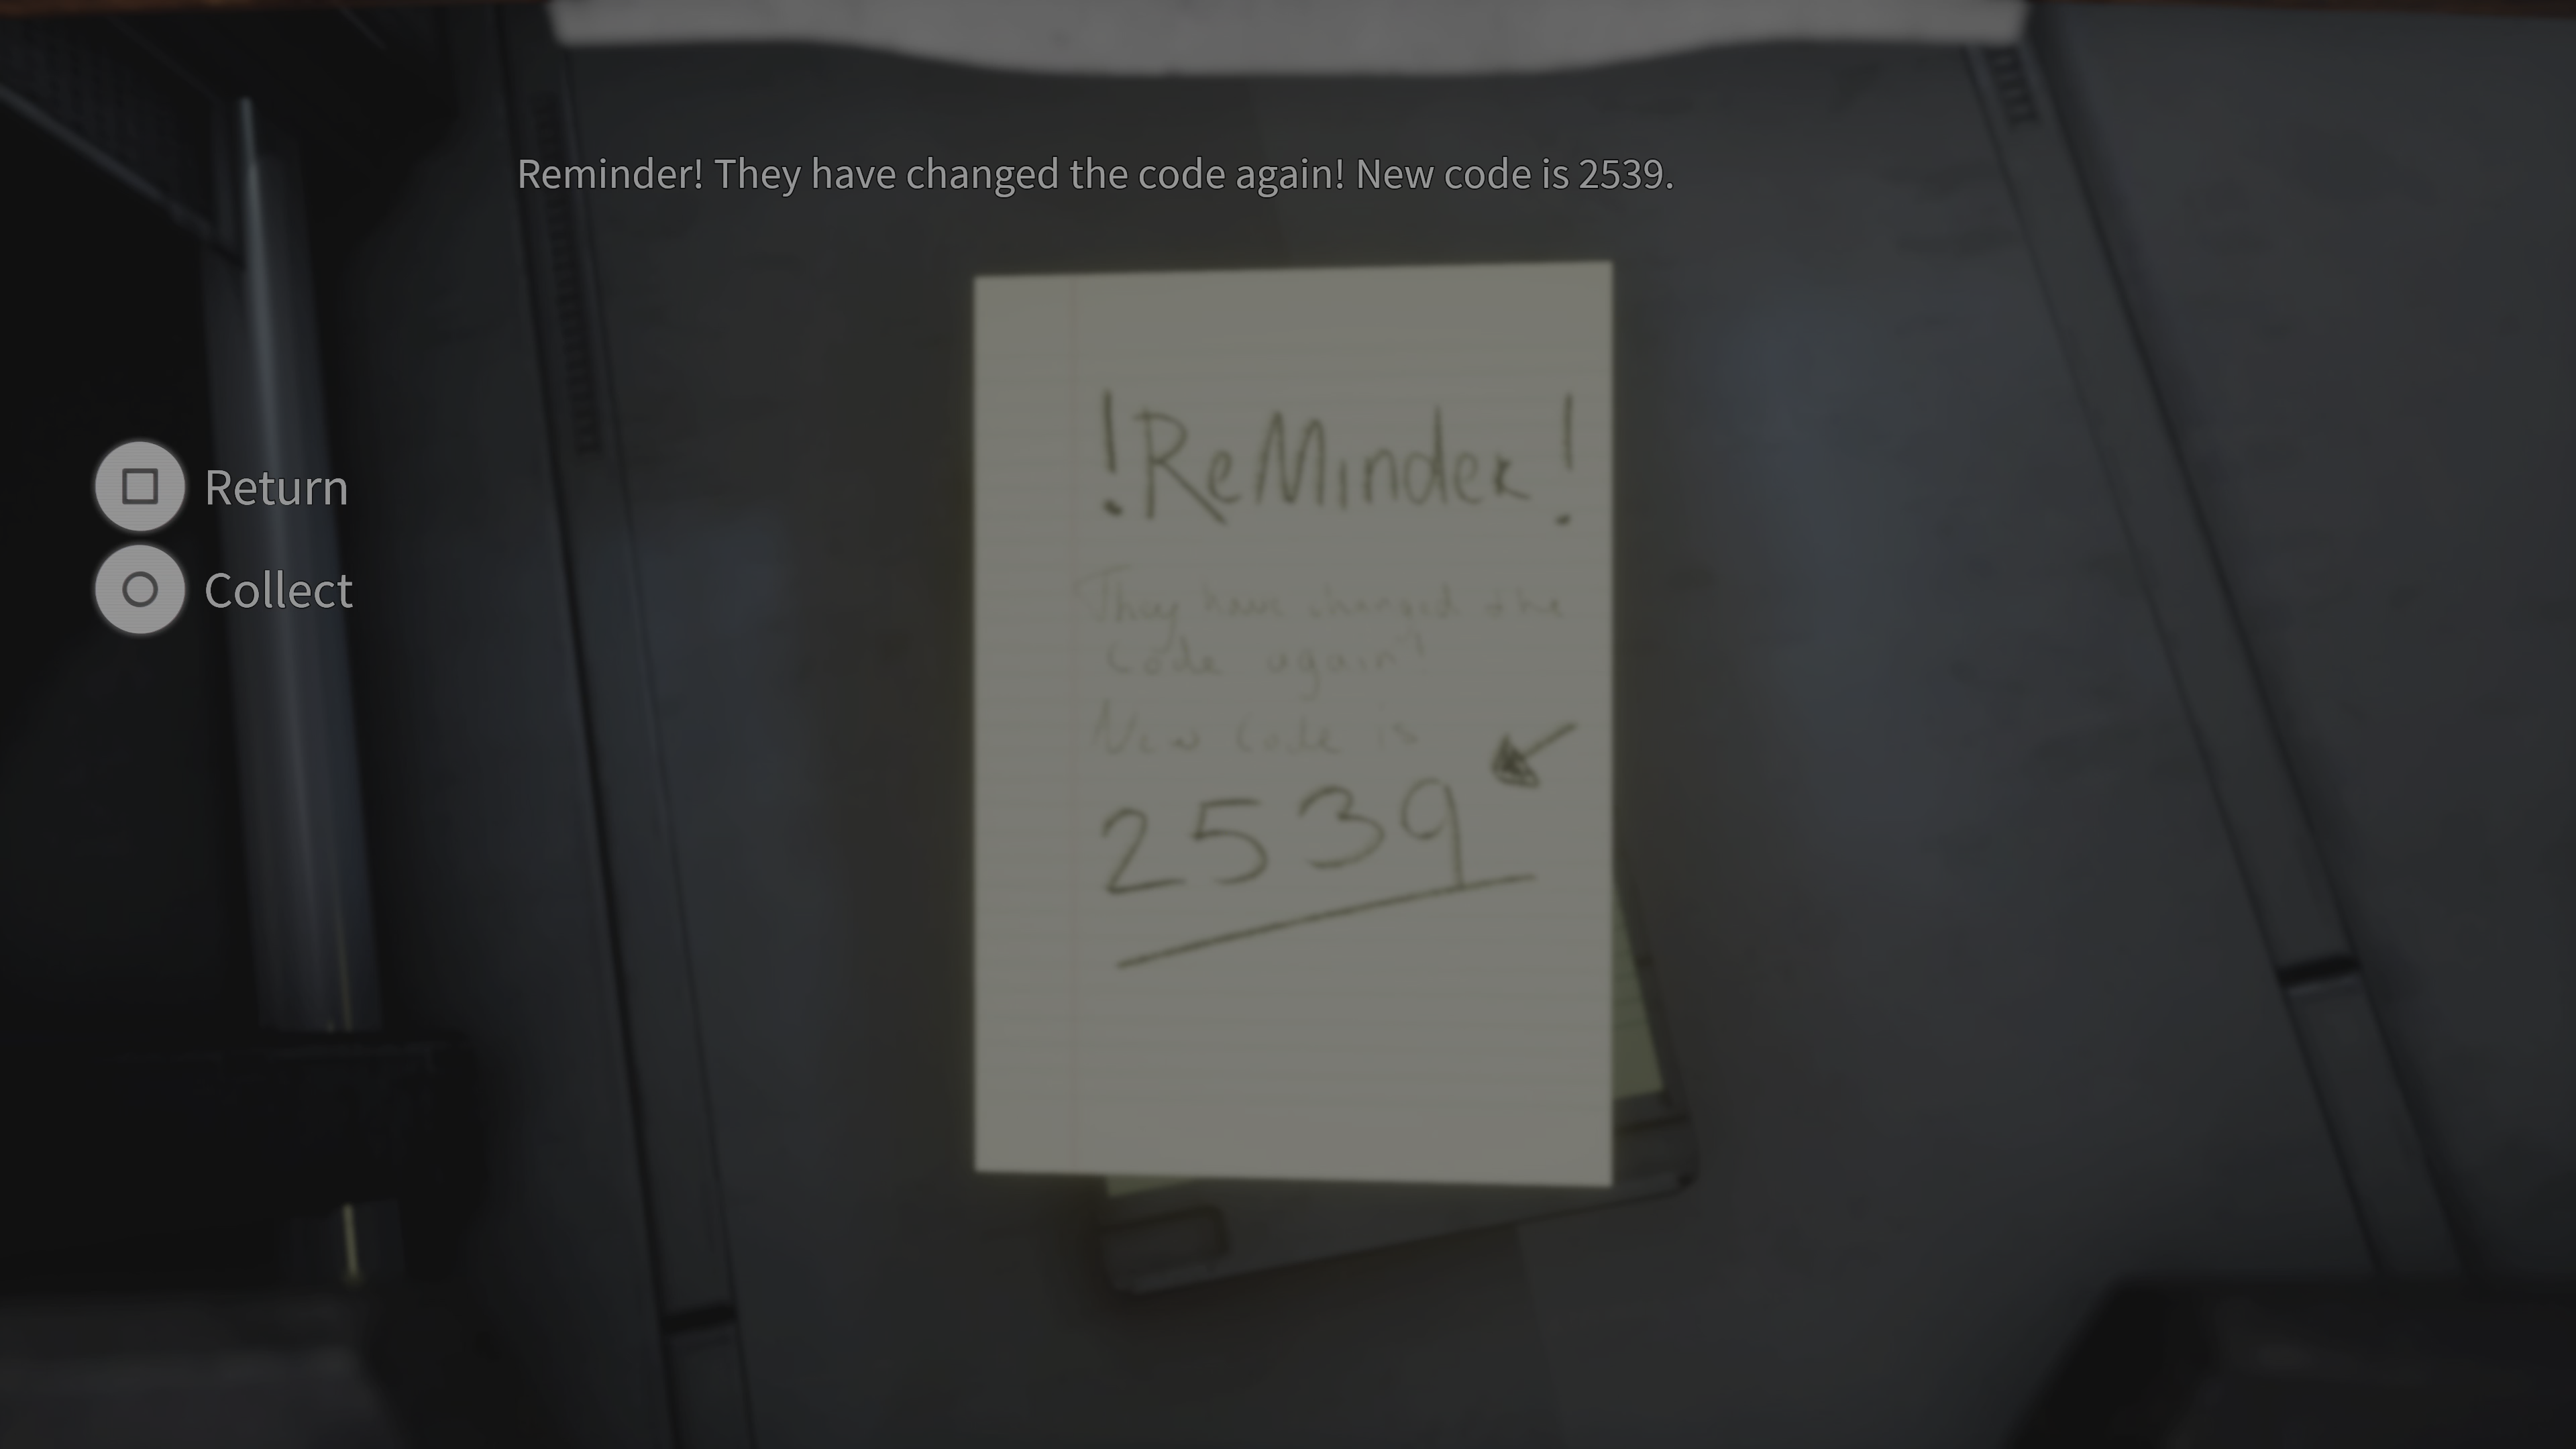 Reminder! They have changed the code again! New code is 2539.
!ReMinder!
They have changed the
Code again!
New Code is
2539
Return
Collect